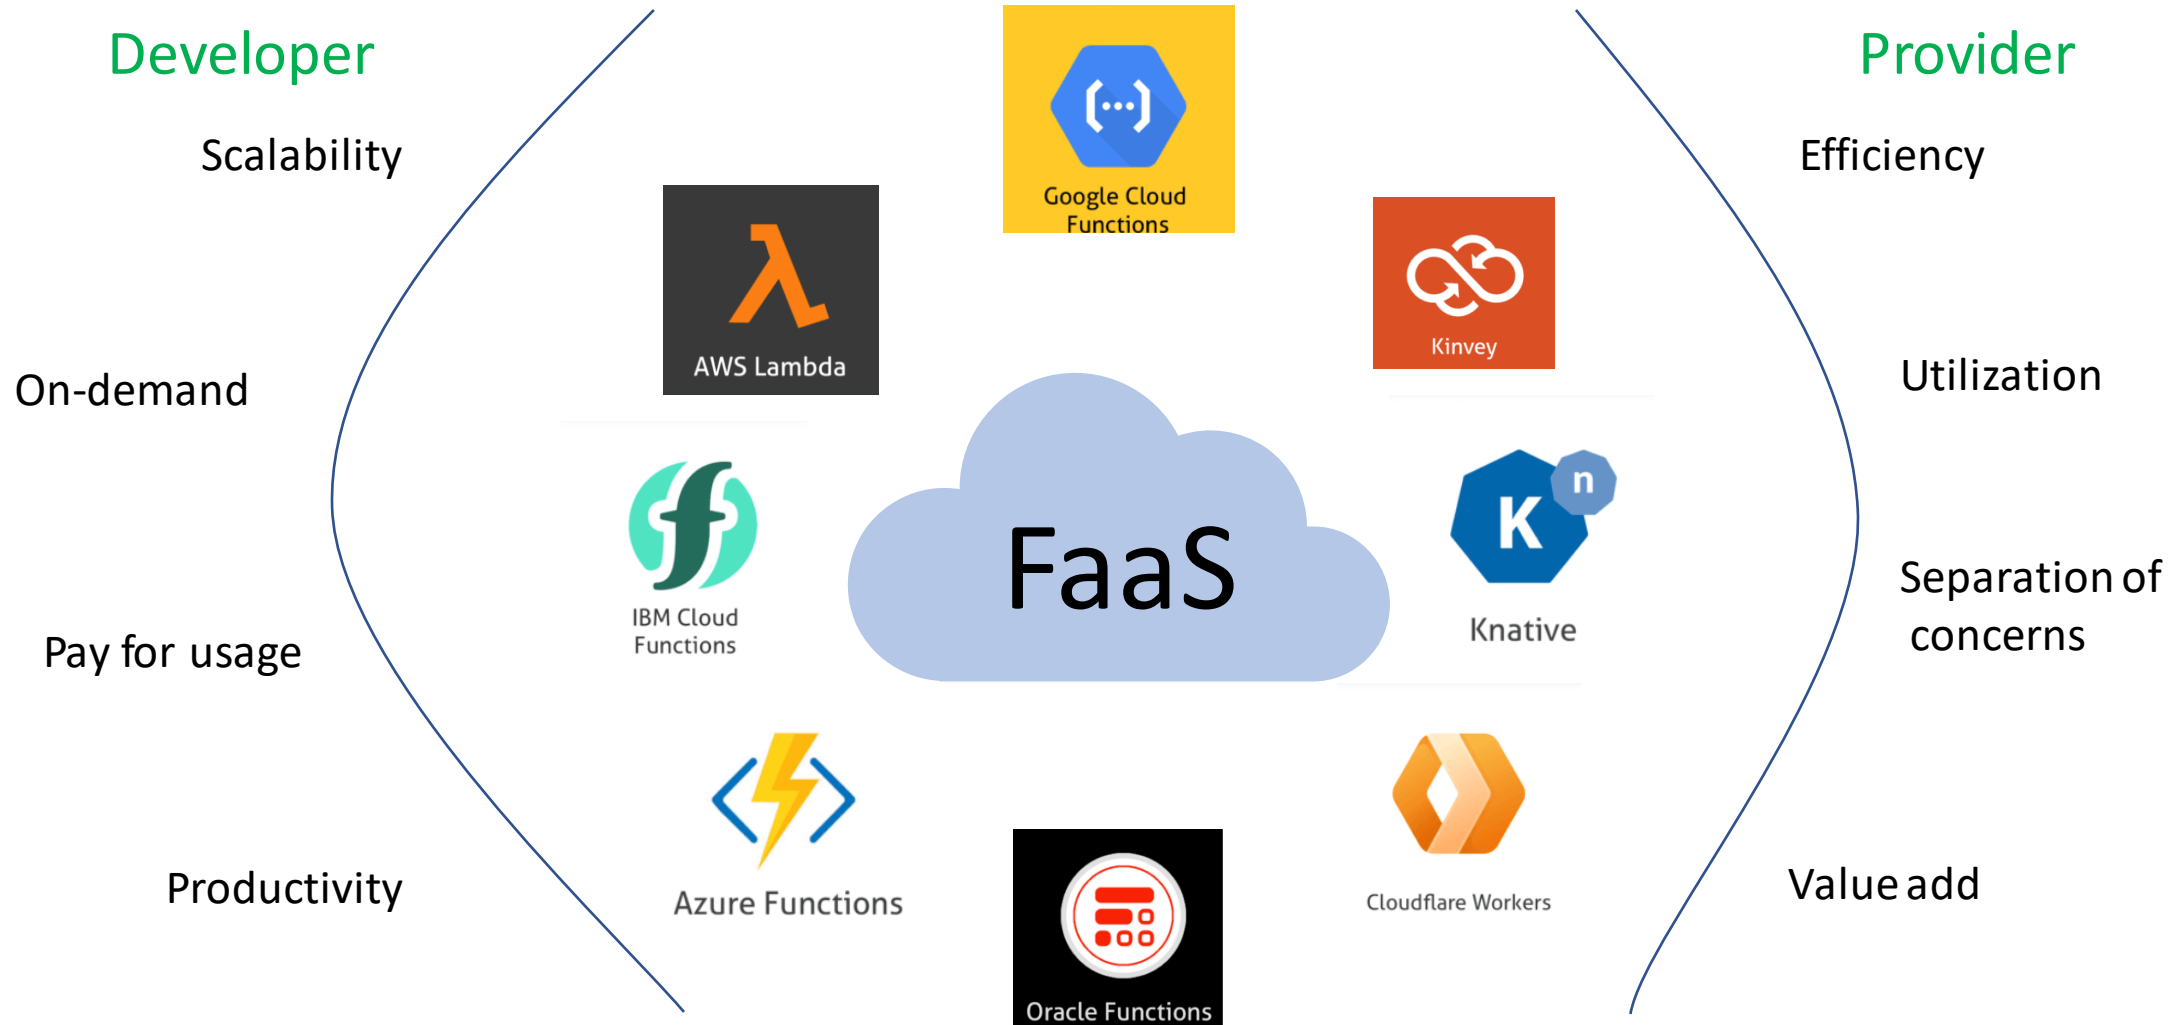 Developer
Scalability
On-demand
Pay for usage
Productivity
Google Cloud
Functions
AWS Lambda
Kinvey
IBM Cloud
Functions
FaaS
n
K
Knative
Azure Functions
Cloudflare Workers
Oracle Functions
Provider
Efficiency
Utilization
Separation of
concerns
Value add